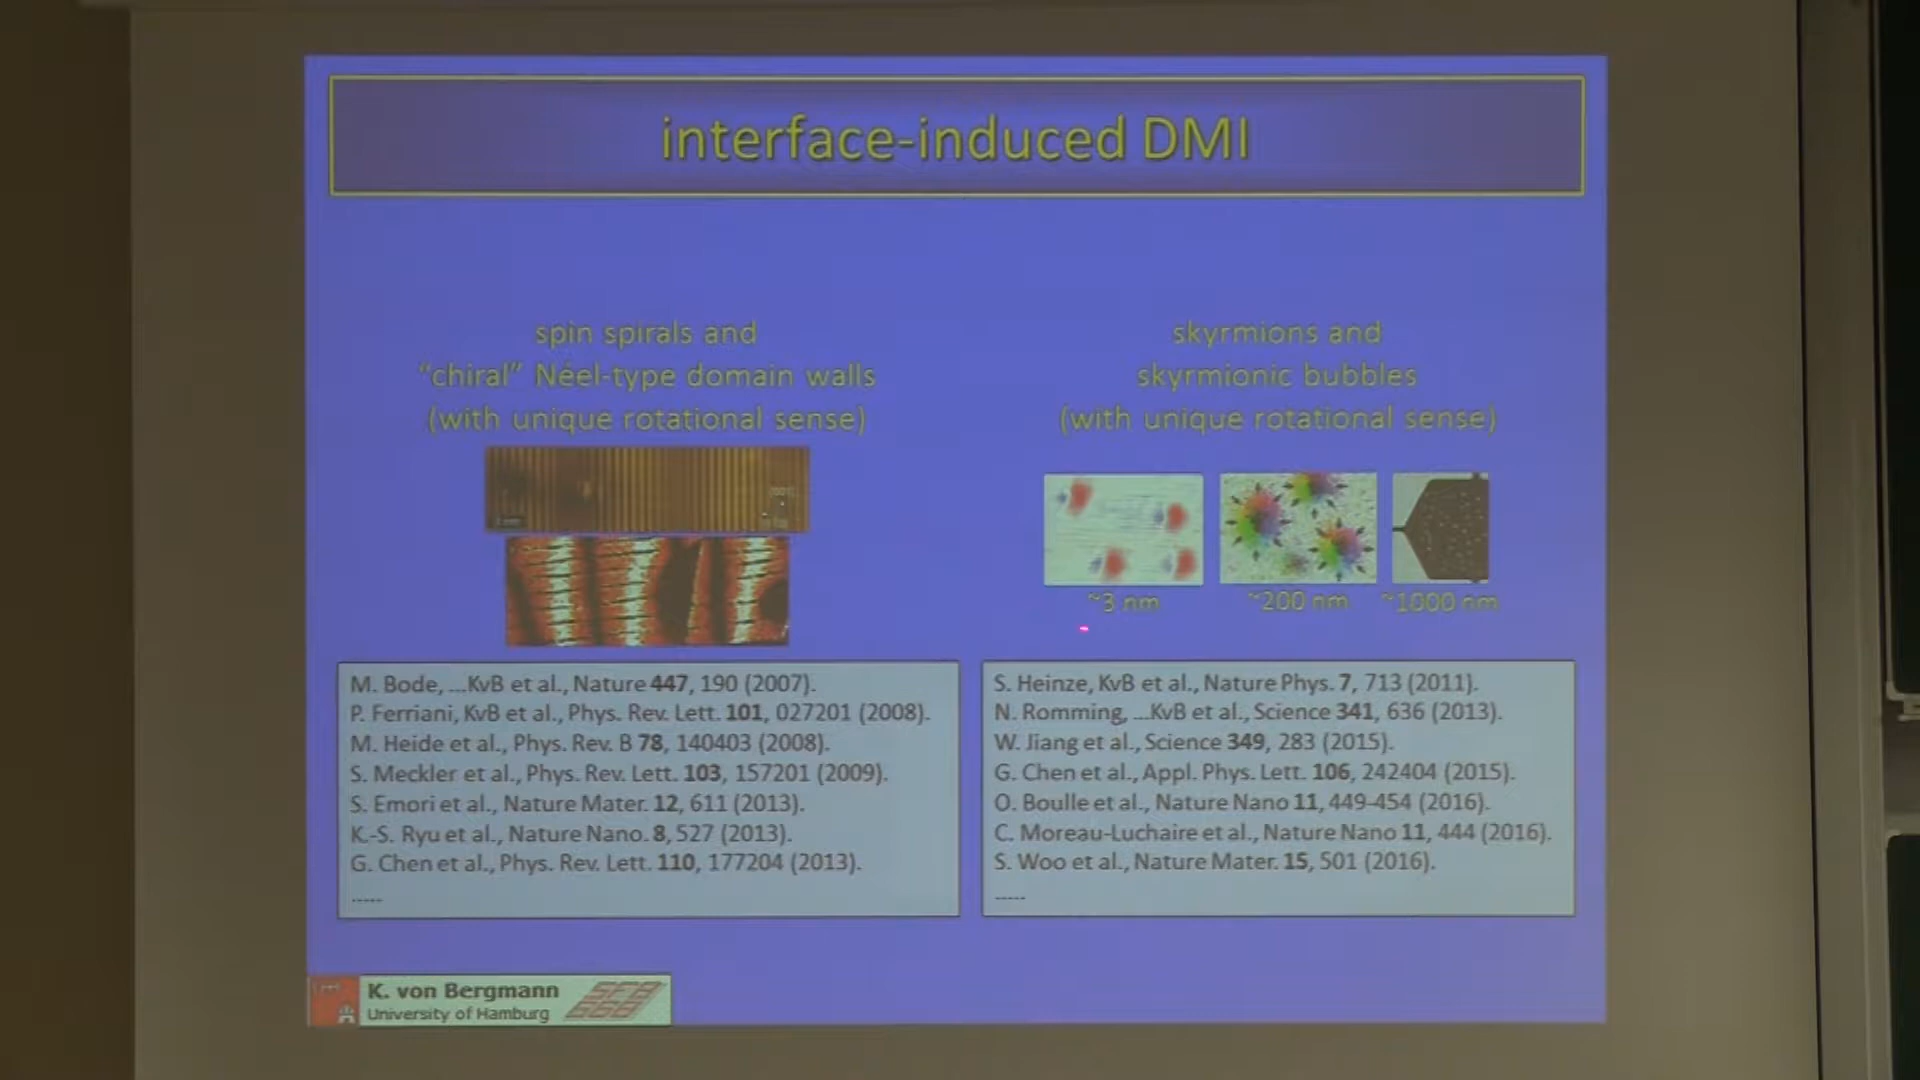 interface-induced DMI
spin spirals and
"chiral" Néel-type domain walls
(with unique rotational sense)
skyrmions and
skyrmionic bubbles
(with unique rotational sense)
~3 nm
~200 nm
~1000 nm
M. Bode, ...KvB et al., Nature 447, 190 (2007).
P. Ferriani, KvB et al., Phys. Rev. Lett. 101, 027201 (2008).
M. Heide et al., Phys. Rev. B 78, 140403 (2008).
S. Meckler et al., Phys. Rev. Lett. 103, 157201 (2009).
S. Emori et al., Nature Mater. 12, 611 (2013).
K.-S. Ryu et al., Nature Nano. 8, 527 (2013).
G. Chen et al., Phys. Rev. Lett. 110, 177204 (2013).
-----
S. Heinze, KvB et al., Nature Phys. 7, 713 (2011).
N. Romming, ...KvB et al., Science 341, 636 (2013).
W. Jiang et al., Science 349, 283 (2015).
G. Chen et al., Appl. Phys. Lett. 106, 242404 (2015).
O. Boulle et al., Nature Nano 11, 449-454 (2016).
C. Moreau-Luchaire et al., Nature Nano 11, 444 (2016).
S. Woo et al., Nature Mater. 15, 501 (2016).
-----
K. von Bergmann
University of Hamburg
SFB
668